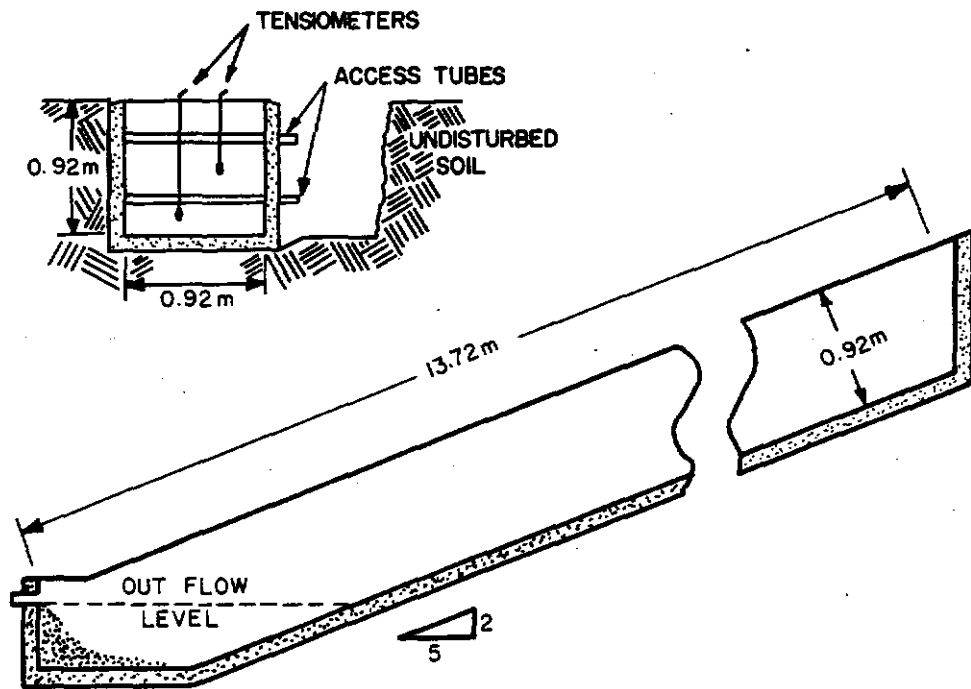 TENSIOMETERS
ACCESS TUBES
UNDISTURBED
SOIL
0.92m
0.92m
13.72m
0.92m
OUT FLOW
LEVEL
2
5